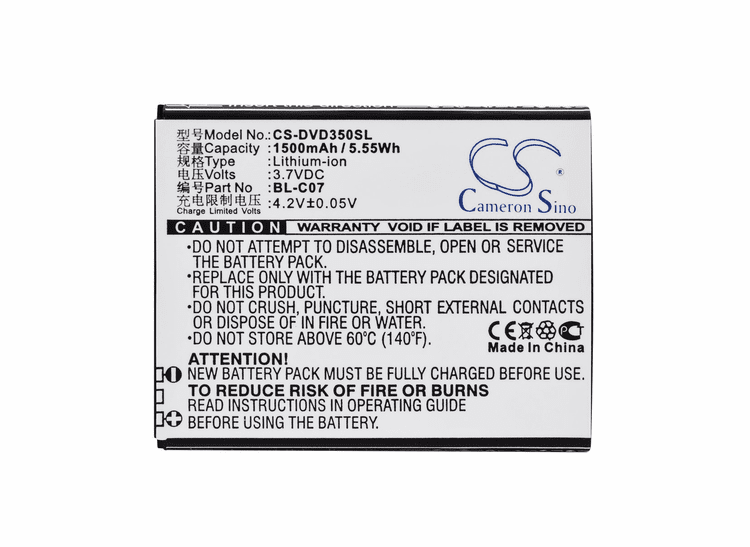 型号Model No.:CS-DVD350SL
容量Capacity:1500mAh / 5.55Wh
规格Type:Lithium-ion
电压Volts:3.7VDC
型号P/N:BL-C07
充电限制电压:4.2V±0.05V
Charge Limited Volts
CS
Cameron Sino
CAUTION WARRANTY VOID IF LABEL IS REMOVED
•DO NOT ATTEMPT TO DISASSEMBLE, OPEN OR SERVICE
THE BATTERY PACK.
•REPLACE ONLY WITH THE BATTERY PACK DESIGNATED
FOR THIS PRODUCT.
•DO NOT CRUSH, PUNCTURE, SHORT EXTERNAL CONTACTS
OR DISPOSE OF IN FIRE OR WATER.
•DO NOT STORE ABOVE 60°C (140°F).
CE
Made In China
ATTENTION!
NEW BATTERY PACK MUST BE FULLY CHARGED BEFORE USING.
TO REDUCE RISK OF FIRE OR BURNS
READ INSTRUCTIONS & OPERATING GUIDE
BEFORE USING THE BATTERY